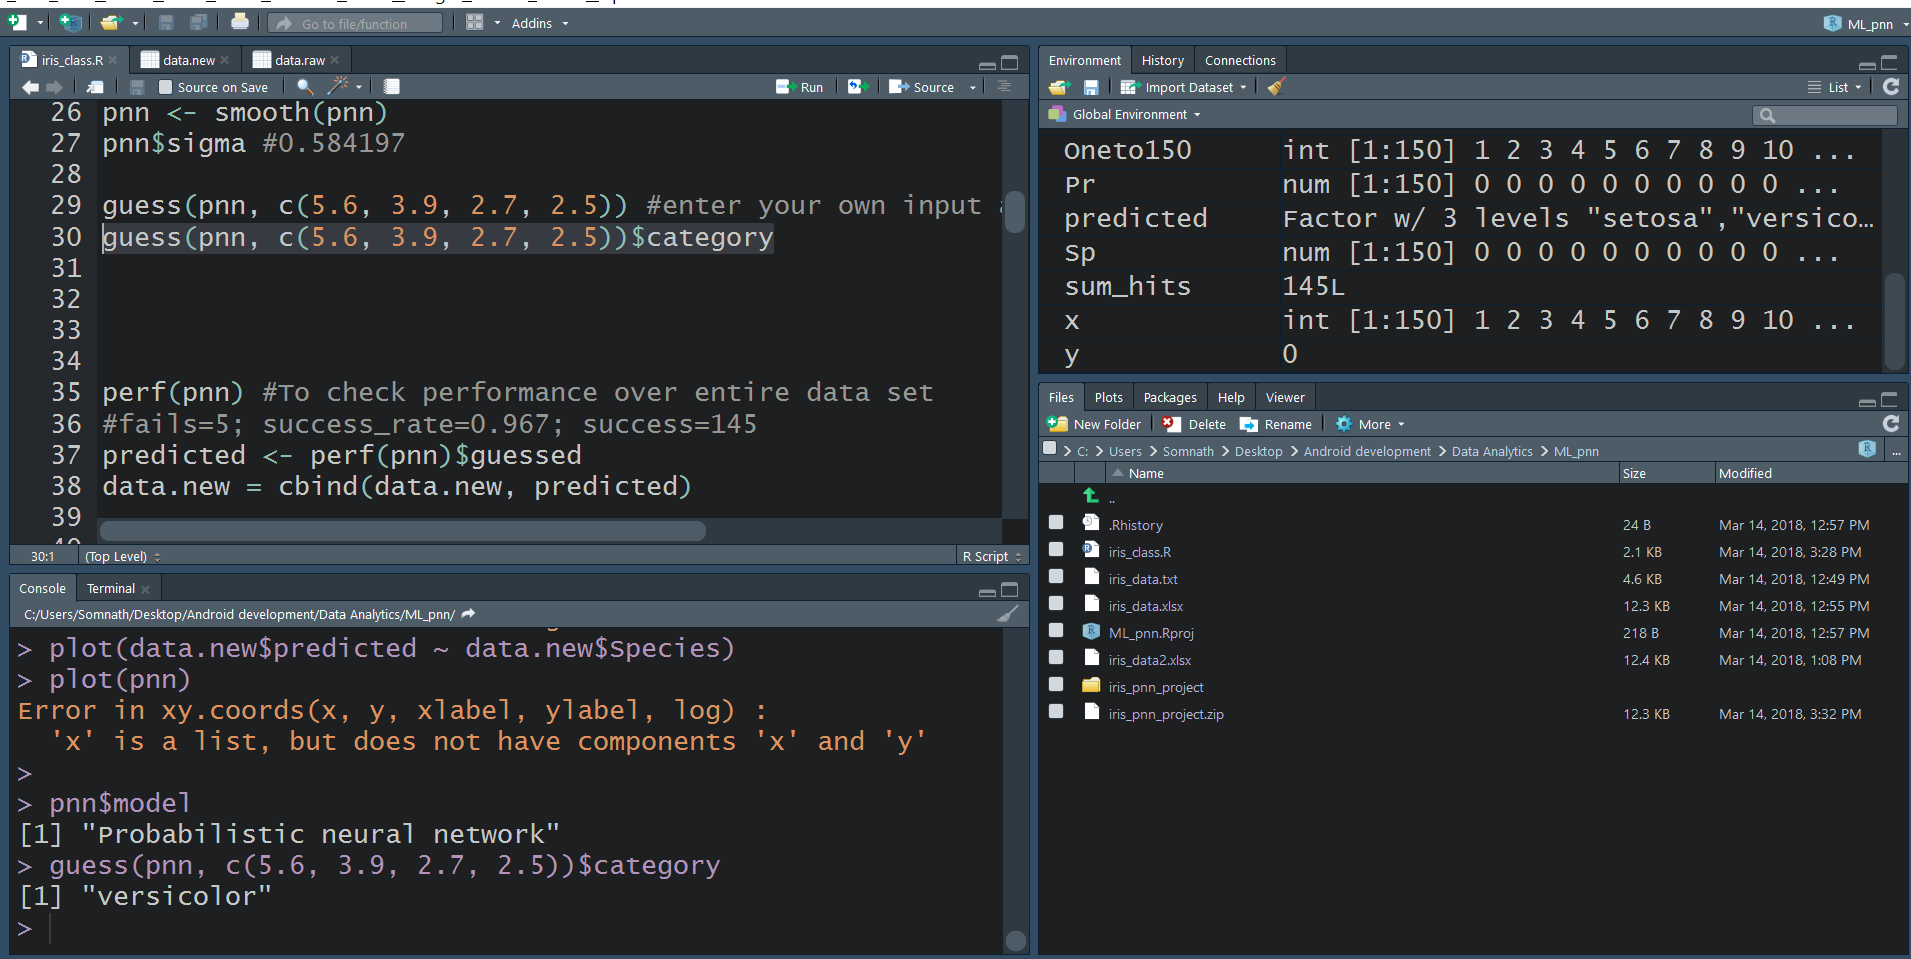 Go to file/function
Addins
ML_pnn
iris_class.R
data.new
data.raw
Source on Save
Run
Source
26 pnn <- smooth(pnn)
27 pnn$sigma #0.584197
28
29 guess(pnn, c(5.6, 3.9, 2.7, 2.5)) #enter your own input
30 guess(pnn, c(5.6, 3.9, 2.7, 2.5))$category
31
32
33
34
35 perf(pnn) #To check performance over entire data set
36 #fails=5; success_rate=0.967; success=145
37 predicted <- perf(pnn)$guessed
38 data.new = cbind(data.new, predicted)
39
30:1 (Top Level) R Script
Console Terminal
C:/Users/Somnath/Desktop/Android development/Data Analytics/ML_pnn/
> plot(data.new$predicted ~ data.new$Species)
> plot(pnn)
Error in xy.coords(x, y, xlabel, ylabel, log) :
'x' is a list, but does not have components 'x' and 'y'
>
> pnn$model
[1] "Probabilistic neural network"
> guess(pnn, c(5.6, 3.9, 2.7, 2.5))$category
[1] "versicolor"
>
Environment History Connections
Import Dataset List
Global Environment
Oneto150 int [1:150] 1 2 3 4 5 6 7 8 9 10 ...
Pr num [1:150] 0 0 0 0 0 0 0 0 0 0 ...
predicted Factor w/ 3 levels "setosa","versico…
Sp num [1:150] 0 0 0 0 0 0 0 0 0 0 ...
sum_hits 145L
x int [1:150] 1 2 3 4 5 6 7 8 9 10 ...
y 0
Files Plots Packages Help Viewer
New Folder Delete Rename More
C: > Users > Somnath > Desktop > Android development > Data Analytics > ML_pnn ...
Name Size Modified
..
.Rhistory 24 B Mar 14, 2018, 12:57 PM
iris_class.R 2.1 KB Mar 14, 2018, 3:28 PM
iris_data.txt 4.6 KB Mar 14, 2018, 12:49 PM
iris_data.xlsx 12.3 KB Mar 14, 2018, 12:55 PM
ML_pnn.Rproj 218 B Mar 14, 2018, 12:57 PM
iris_data2.xlsx 12.4 KB Mar 14, 2018, 1:08 PM
iris_pnn_project
iris_pnn_project.zip 12.3 KB Mar 14, 2018, 3:32 PM